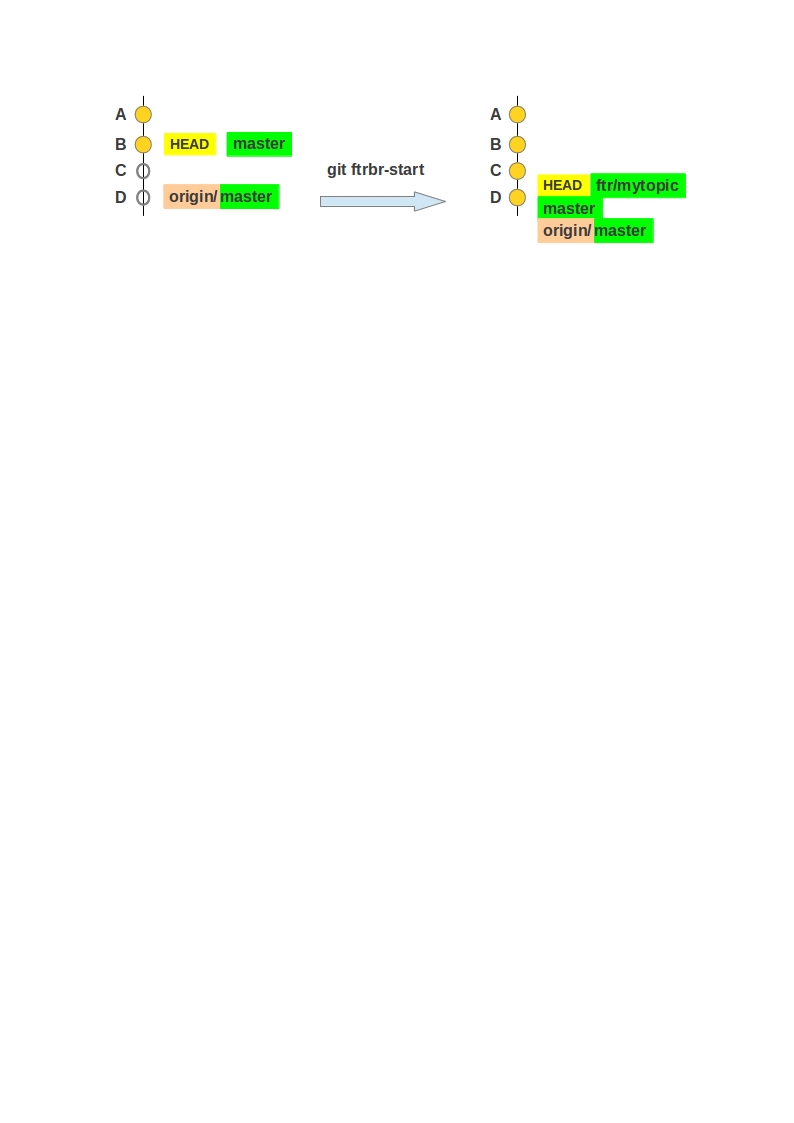 A
B HEAD master
C
D origin/master
git ftrbr-start
A
B
C
D HEAD ftr/mytopic
master
origin/master